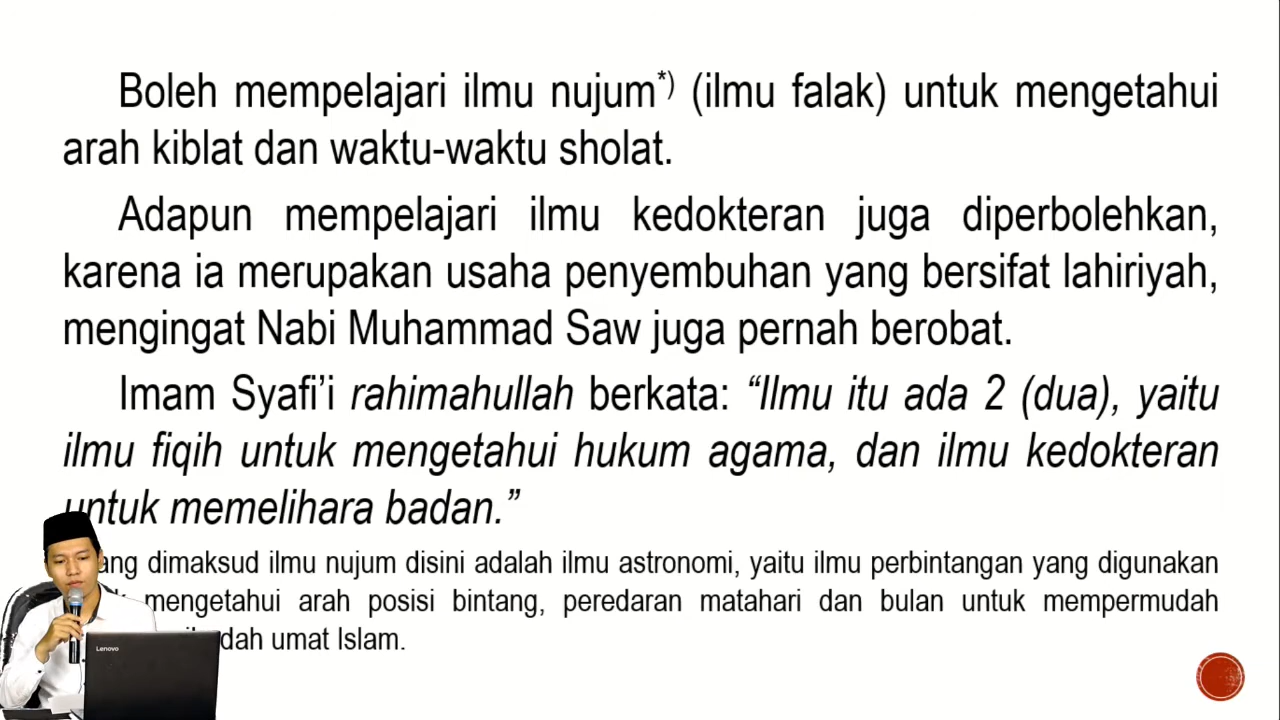 Boleh mempelajari ilmu nujum*) (ilmu falak) untuk mengetahui
arah kiblat dan waktu-waktu sholat.
Adapun mempelajari ilmu kedokteran juga diperbolehkan,
karena ia merupakan usaha penyembuhan yang bersifat lahiriyah,
mengingat Nabi Muhammad Saw juga pernah berobat.
Imam Syafi’i rahimahullah berkata: “Ilmu itu ada 2 (dua), yaitu
ilmu fiqih untuk mengetahui hukum agama, dan ilmu kedokteran
untuk memelihara badan.”
dimaksud ilmu nujum disini adalah ilmu astronomi, yaitu ilmu perbintangan yang digunakan
mengetahui arah posisi bintang, peredaran matahari dan bulan untuk mempermudah
umat Islam.
Lenovo